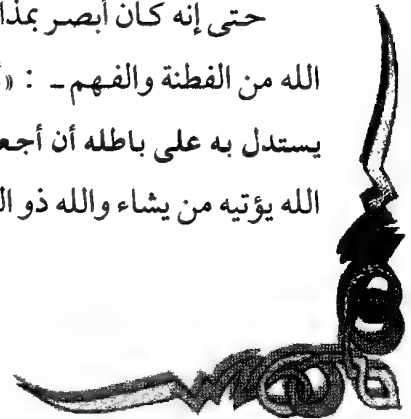 حتى إنه كان أبصر بمذا
الله من الفطنة والفهم ـ : «أ
يستدل به على باطله أن أجع
الله يؤتيه من يشاء والله ذو ال